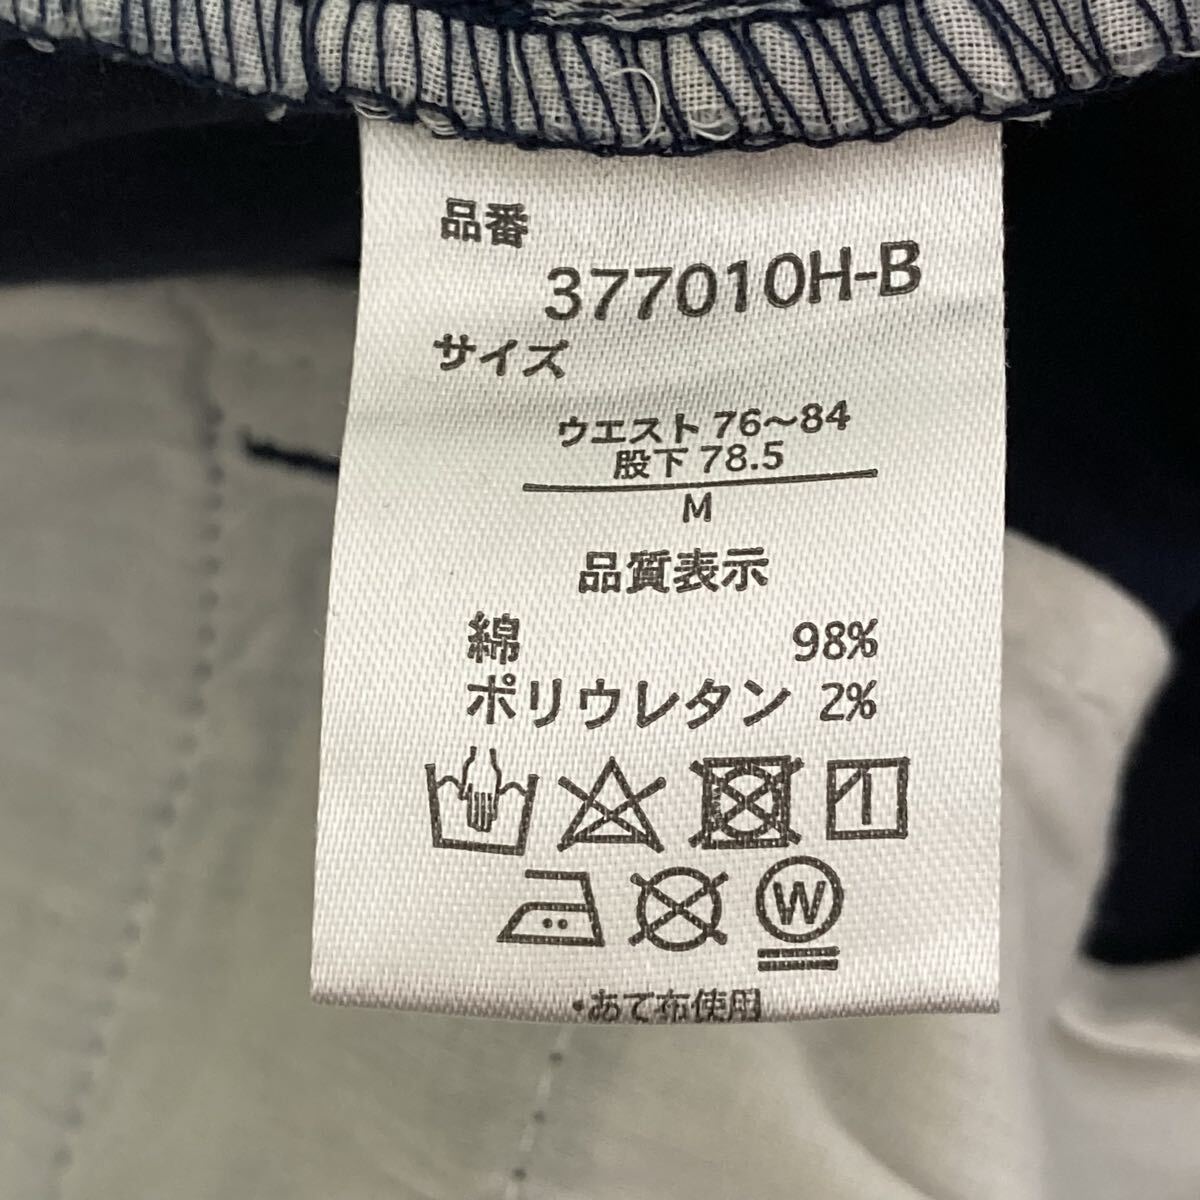 品番
377010H-B
サイズ
ウエスト 76～84
股下 78.5
M
品質表示
綿 98%
ポリウレタン 2%
W
・あて布使用